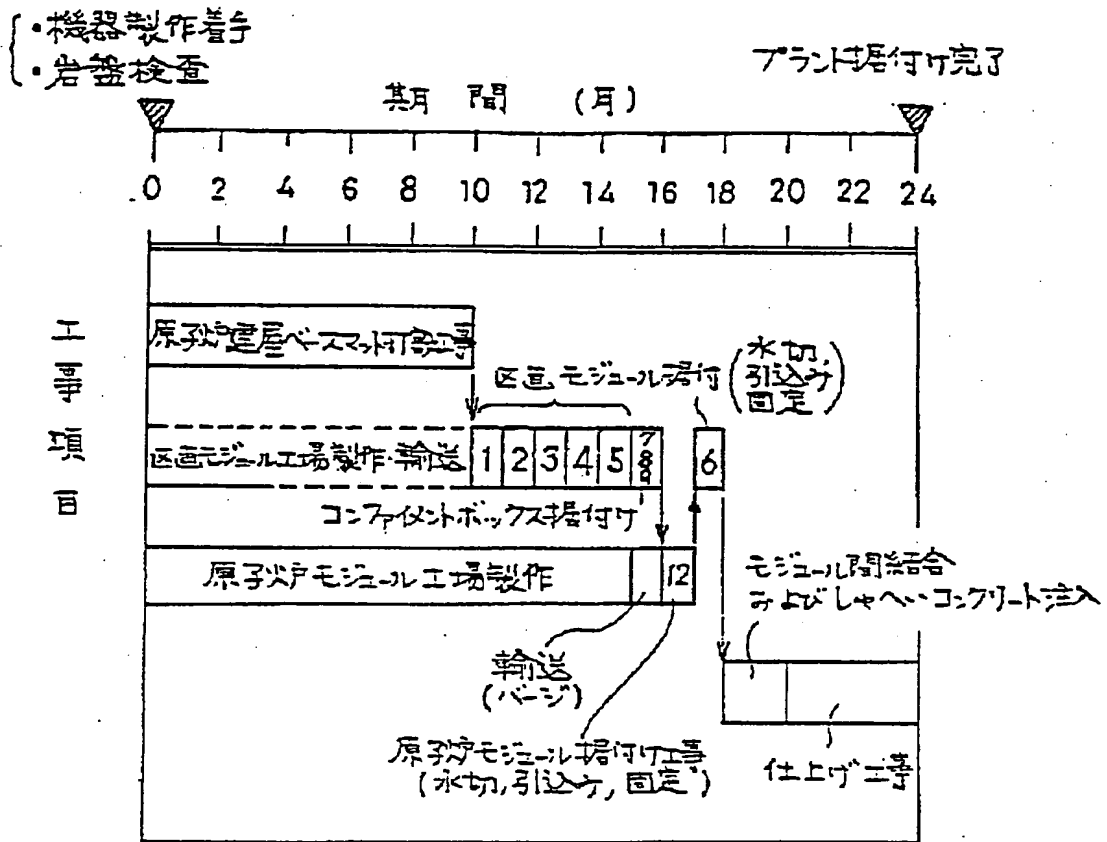 ・機器製作着手
・岩盤検査
プラント据付け完了
期間(月)
0 2 4 6 8 10 12 14 16 18 20 22 24
工事項目
原子炉建屋ベースマット打設工事
区画モジュール据付(水切,引込み,固定)
区画モジュール工場製作・輸送
1 2 3 4 5
6
コンファイメントボックス据付け
原子炉モジュール工場製作
12
モジュール間結合
およびしゃへいコンクリート注入
輸送
(バージ)
原子炉モジュール据付け工事
(水切,引込み,固定)
仕上げ工事